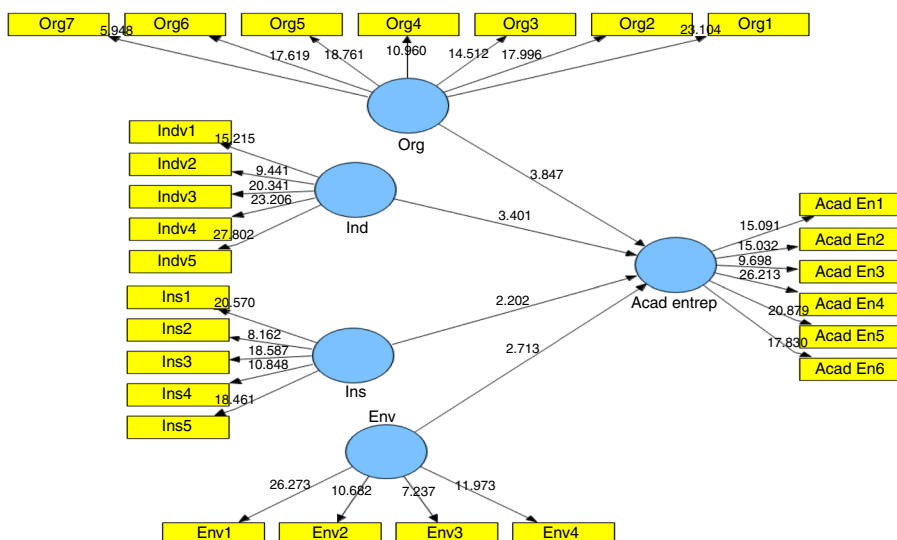 Org7 Org6 Org5 Org4 Org3 Org2 Org1
5.948 17.619 18.761 10.960 14.512 17.996 23.104
Org
Indv1
Indv2
Indv3
Indv4
Indv5
15.215
9.441
20.341
23.206
27.802
Ind
3.847
3.401
Ins1
Ins2
Ins3
Ins4
Ins5
20.570
8.162
18.587
10.848
18.461
Ins
2.202
2.713
Acad entrep
15.091
15.032
9.698
26.213
20.879
17.830
Acad En1
Acad En2
Acad En3
Acad En4
Acad En5
Acad En6
Env
26.273 10.682 7.237 11.973
Env1 Env2 Env3 Env4